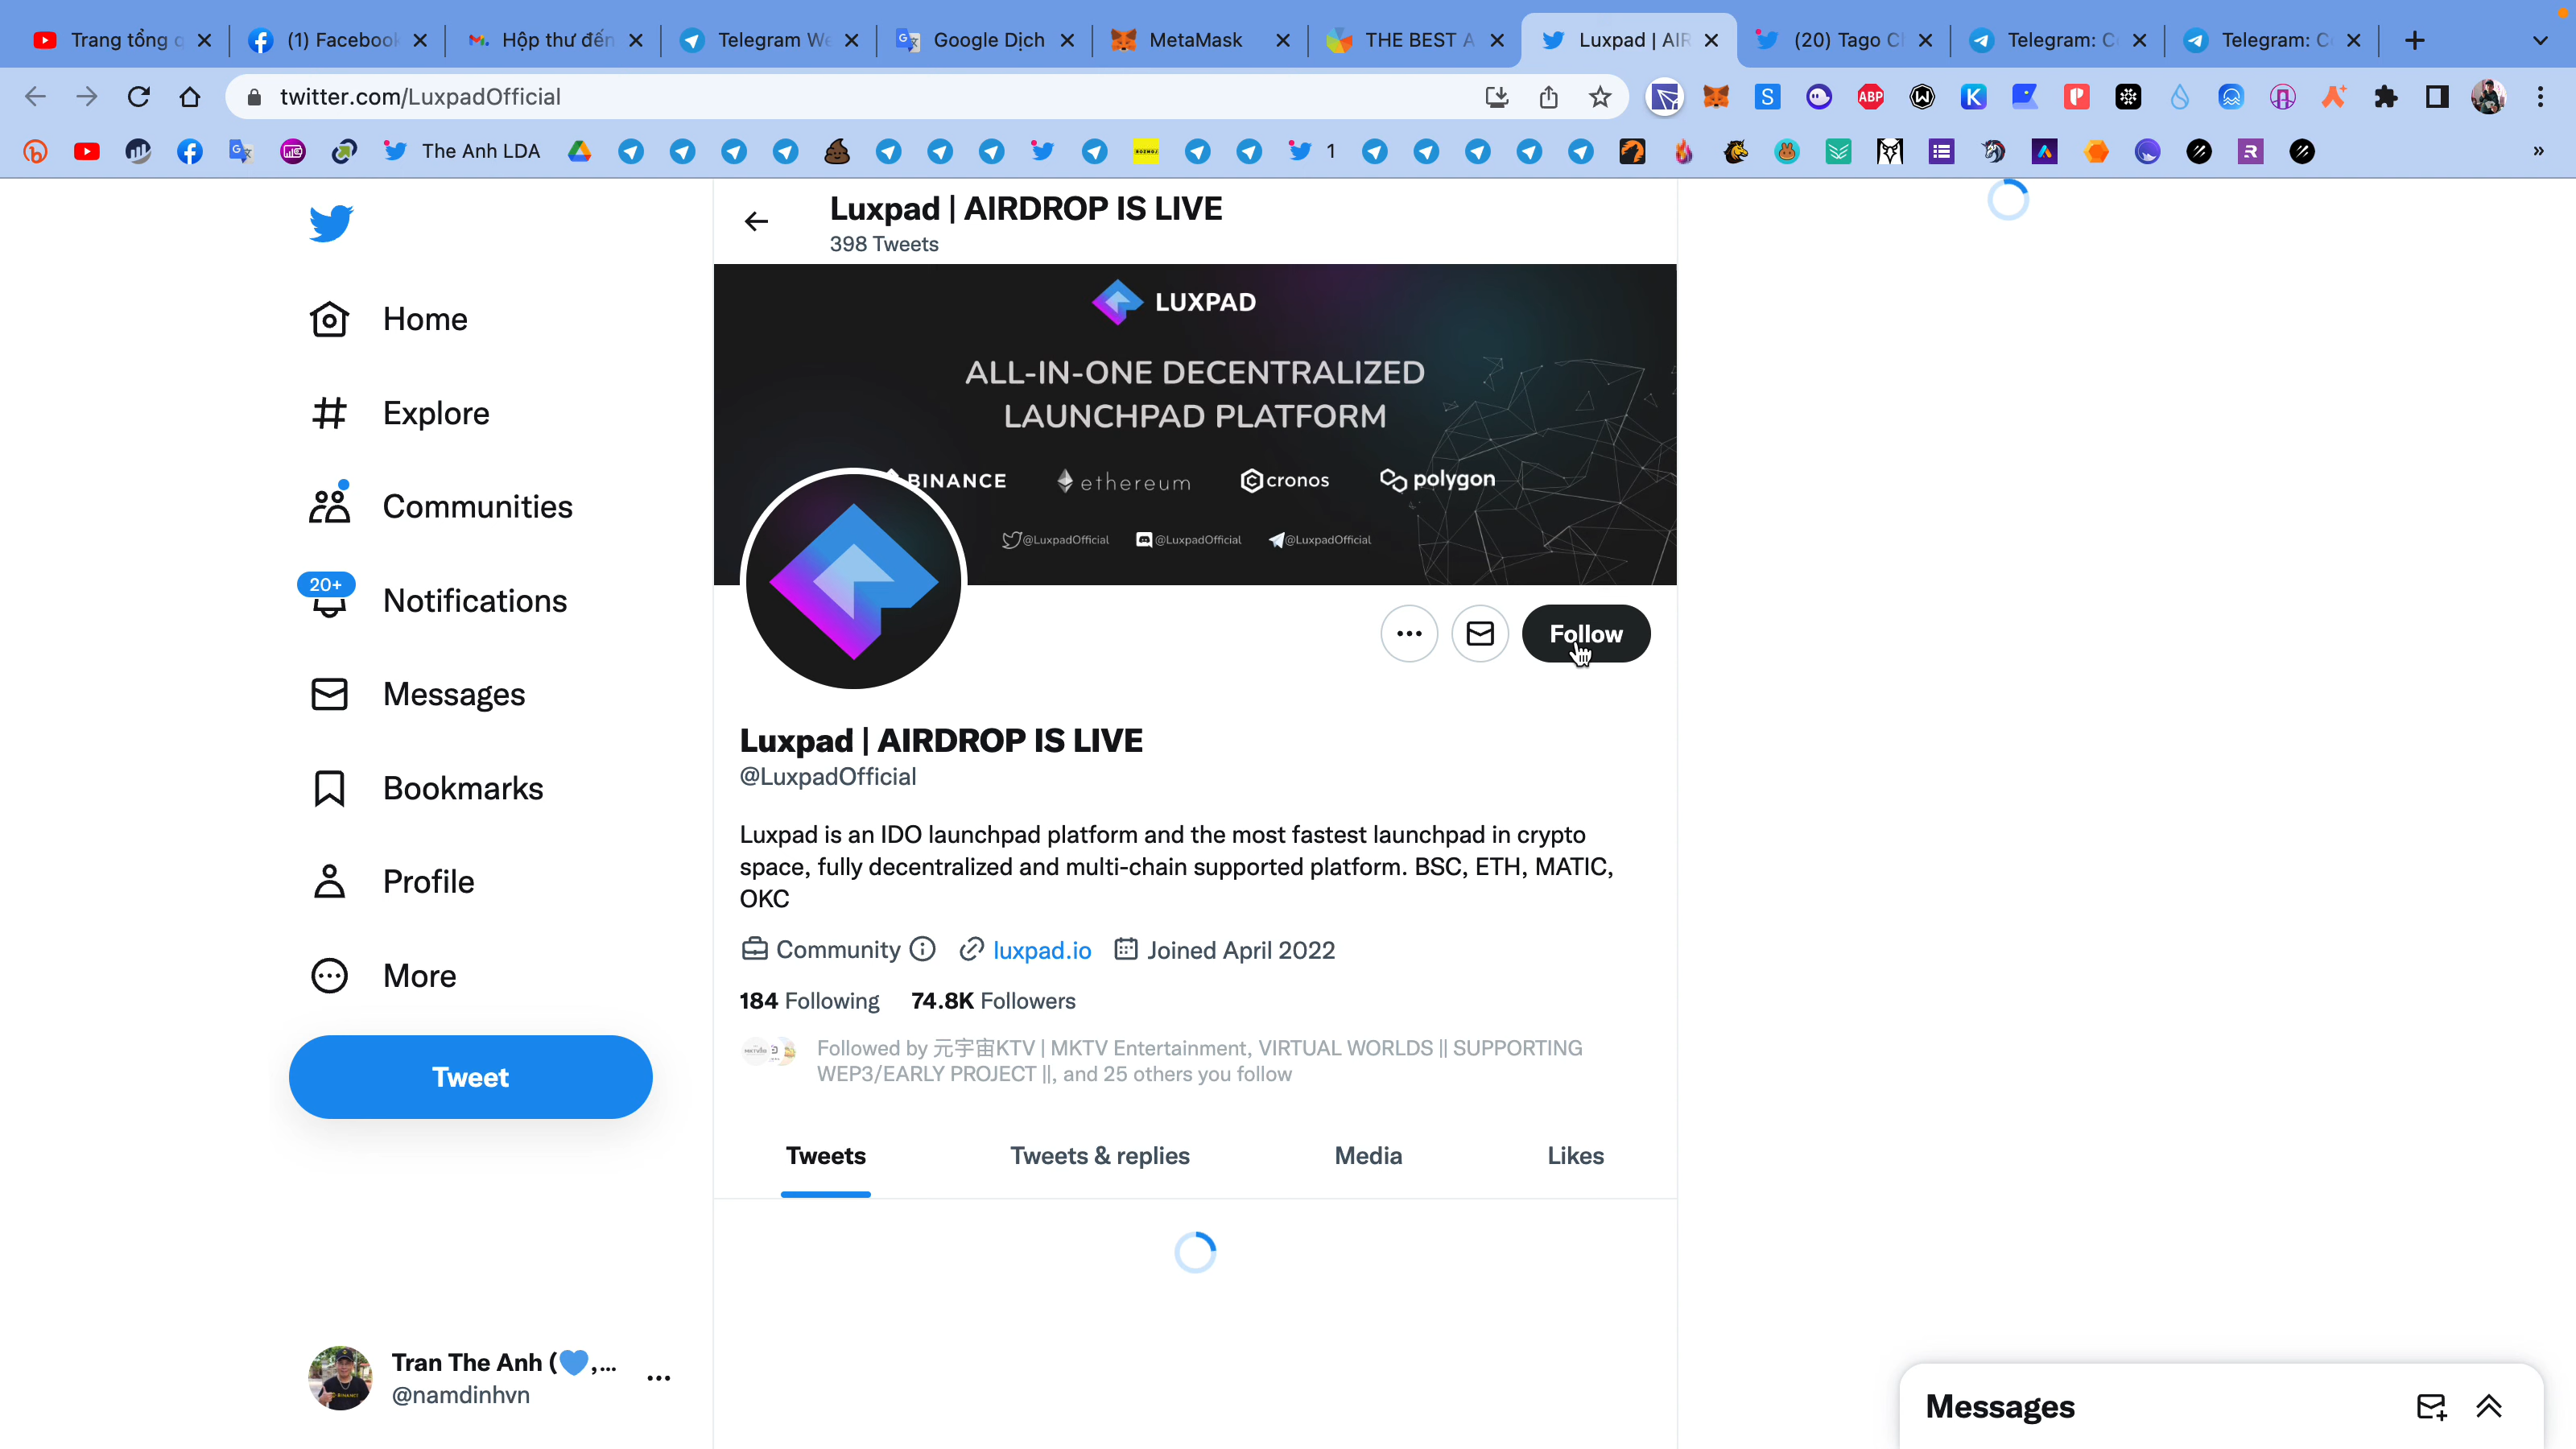 Trang tổng q
(1) Facebook
Hộp thư đến
Telegram We
Google Dịch
MetaMask
THE BEST A
Luxpad | AIR
(20) Tago C
Telegram: C
Telegram: C
twitter.com/LuxpadOfficial
The Anh LDA
1
Luxpad | AIRDROP IS LIVE
398 Tweets
Home
Explore
Communities
20+
Notifications
Messages
Bookmarks
Profile
More
Tweet
Tran The Anh (💙,...
@namdinhvn
LUXPAD
ALL-IN-ONE DECENTRALIZED
LAUNCHPAD PLATFORM
BINANCE ethereum cronos polygon
@LuxpadOfficial @LuxpadOfficial @LuxpadOfficial
Follow
Luxpad | AIRDROP IS LIVE
@LuxpadOfficial
Luxpad is an IDO launchpad platform and the most fastest launchpad in crypto
space, fully decentralized and multi-chain supported platform. BSC, ETH, MATIC,
OKC
Community luxpad.io Joined April 2022
184 Following 74.8K Followers
Followed by 元宇宙KTV | MKTV Entertainment, VIRTUAL WORLDS || SUPPORTING
WEP3/EARLY PROJECT ||, and 25 others you follow
Tweets Tweets & replies Media Likes
Messages